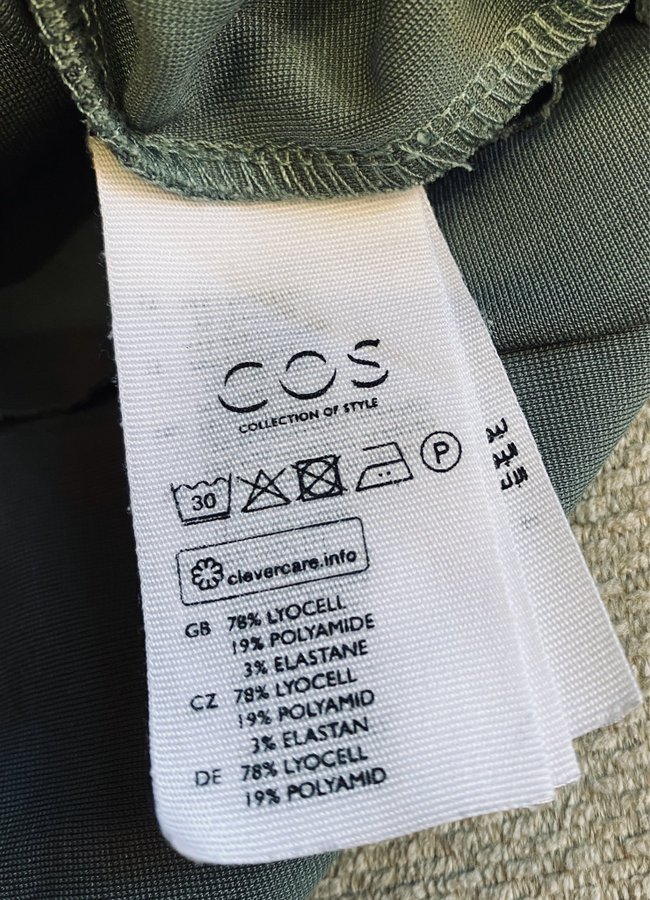 COS
COLLECTION OF STYLE
30 P
clevercare.info
GB 78% LYOCELL
19% POLYAMIDE
3% ELASTANE
CZ 78% LYOCELL
19% POLYAMID
3% ELASTAN
DE 78% LYOCELL
19% POLYAMID